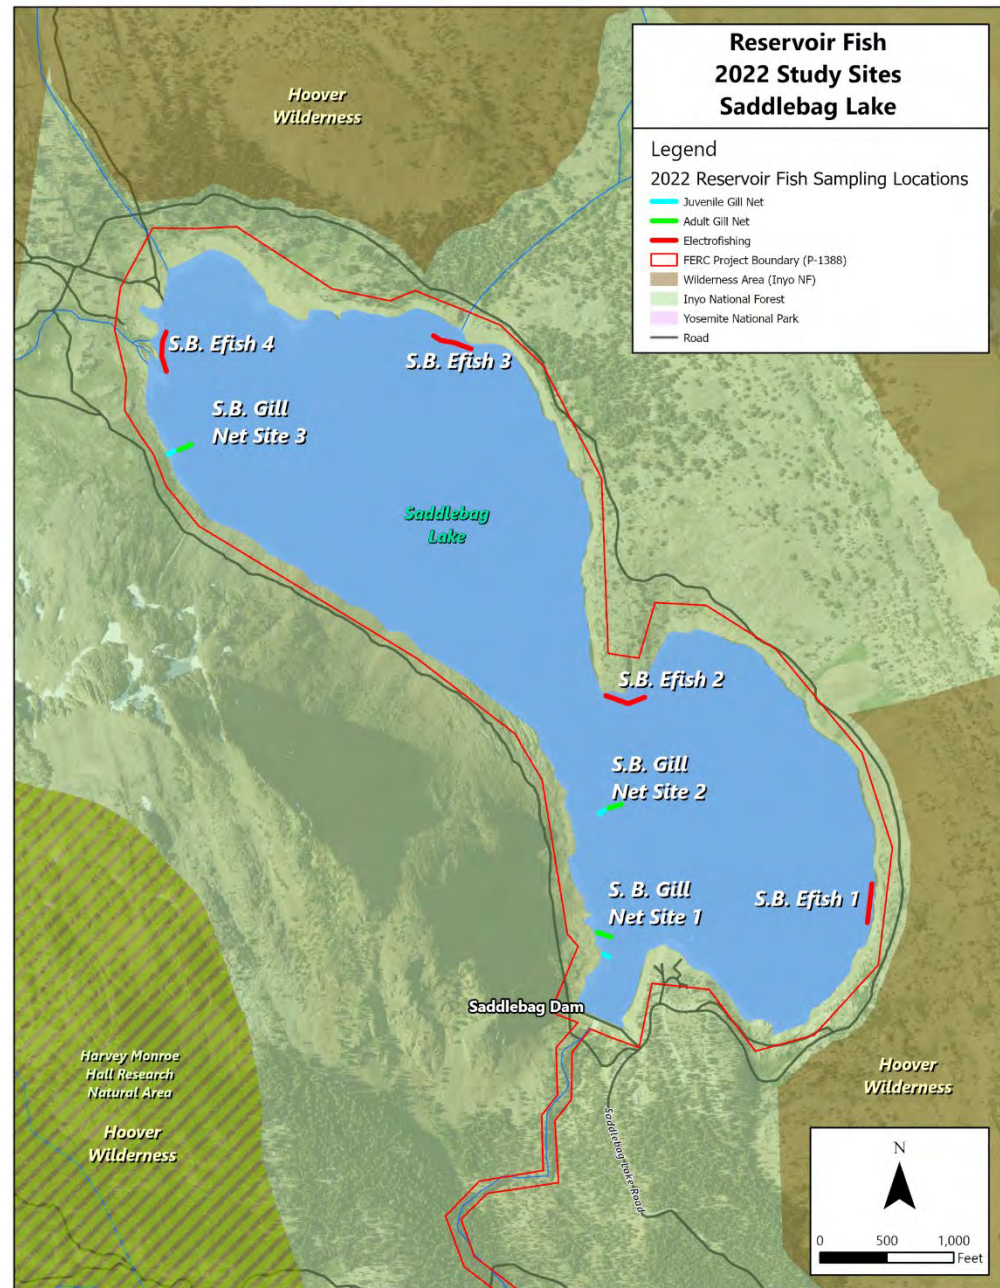 Reservoir Fish
2022 Study Sites
Saddlebag Lake
Legend
2022 Reservoir Fish Sampling Locations
Juvenile Gill Net
Adult Gill Net
Electrofishing
FERC Project Boundary (P-1388)
Wilderness Area (Inyo NF)
Inyo National Forest
Yosemite National Park
Road
Hoover
Wilderness
S.B. Efish 4
S.B. Efish 3
S.B. Gill
Net Site 3
Saddlebag
Lake
S.B. Efish 2
S.B. Gill
Net Site 2
S. B. Gill
Net Site 1
S.B. Efish 1
Saddlebag Dam
Harvey Monroe
Hall Research
Natural Area
Hoover
Wilderness
Saddlebag Lake Road
Hoover
Wilderness
N
0 500 1,000
Feet